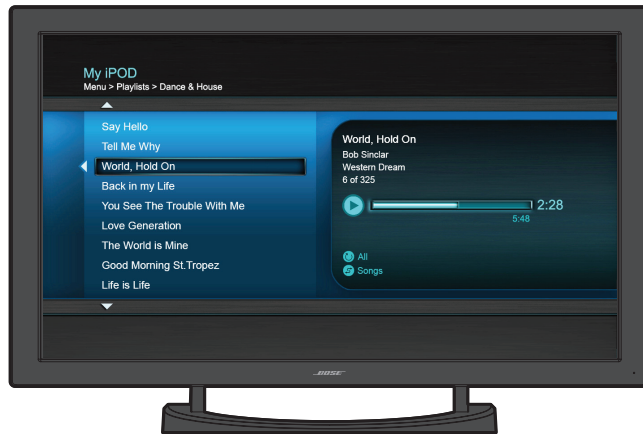 My iPOD
Menu > Playlists > Dance & House
Say Hello
Tell Me Why
World, Hold On
Back in my Life
You See The Trouble With Me
Love Generation
The World is Mine
Good Morning St.Tropez
Life is Life
World, Hold On
Bob Sinclar
Western Dream
6 of 325
2:28
5:48
All
Songs
BOSE